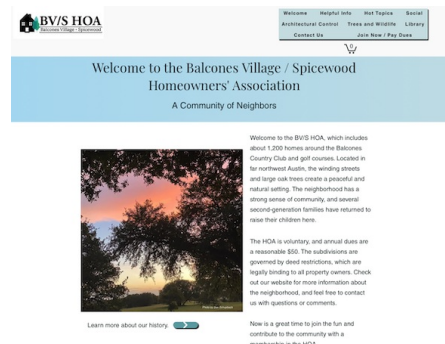 BV/S HOA
Balcones Village - Spicewood
Welcome Helpful Info Hot Topics Social
Architectural Control Trees and Wildlife Library
Contact Us Join Now / Pay Dues
0
Welcome to the Balcones Village / Spicewood
Homeowners' Association
A Community of Neighbors
Welcome to the BV/S HOA, which includes
about 1,200 homes around the Balcones
Country Club and golf courses. Located in
far northwest Austin, the winding streets
and large oak trees create a peaceful and
natural setting. The neighborhood has a
strong sense of community, and several
second-generation families have returned to
raise their children here.
The HOA is voluntary, and annual dues are
a reasonable $50. The subdivisions are
governed by deed restrictions, which are
legally binding to all property owners. Check
out our website for more information about
the neighborhood, and feel free to contact
us with questions or comments.
Learn more about our history.
Now is a great time to join the fun and
contribute to the community with a
membership in the HOA.